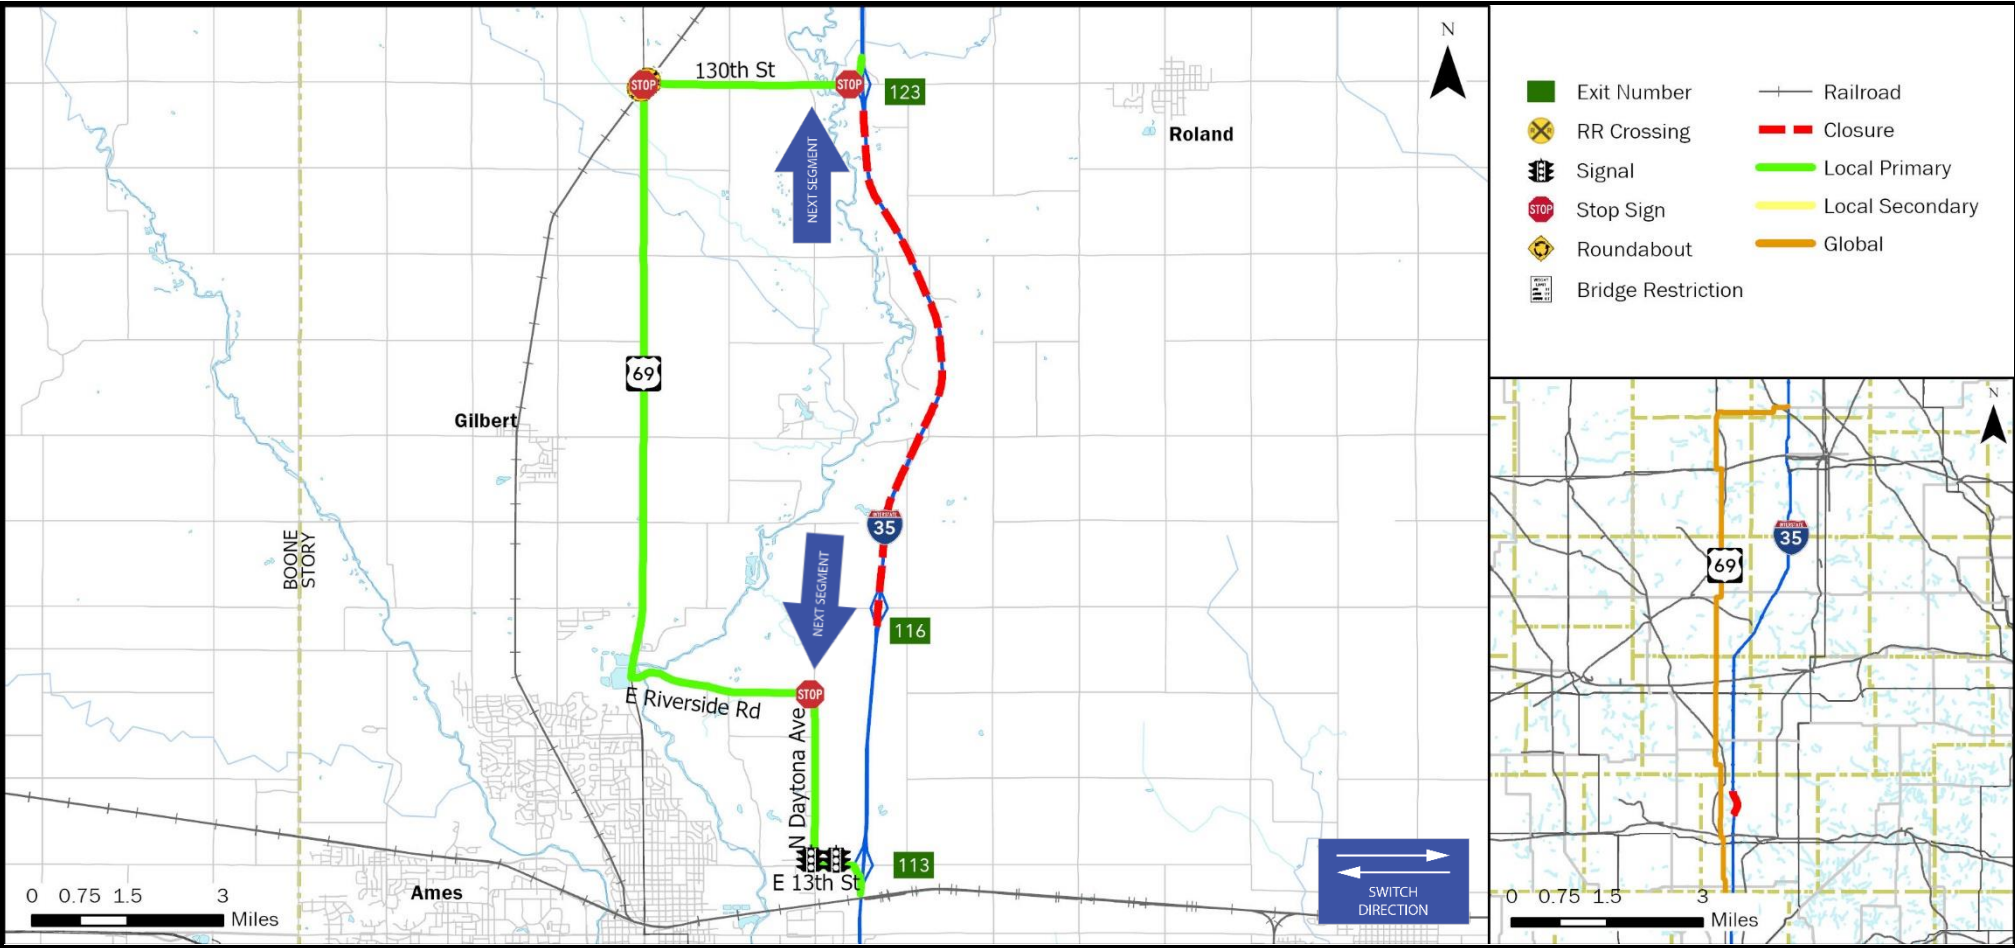 130th St
STOP
STOP
123
N
Roland
NEXT SEGMENT
69
Gilbert
INTERSTATE
35
BOONE
STORY
NEXT SEGMENT
116
E Riverside Rd
STOP
N Daytona Ave
E 13th St
113
Ames
0 0.75 1.5 3
Miles
SWITCH
DIRECTION
Exit Number
RR Crossing
Signal
STOP
Stop Sign
Roundabout
Bridge Restriction
Railroad
Closure
Local Primary
Local Secondary
Global
N
INTERSTATE
35
69
0 0.75 1.5 3
Miles